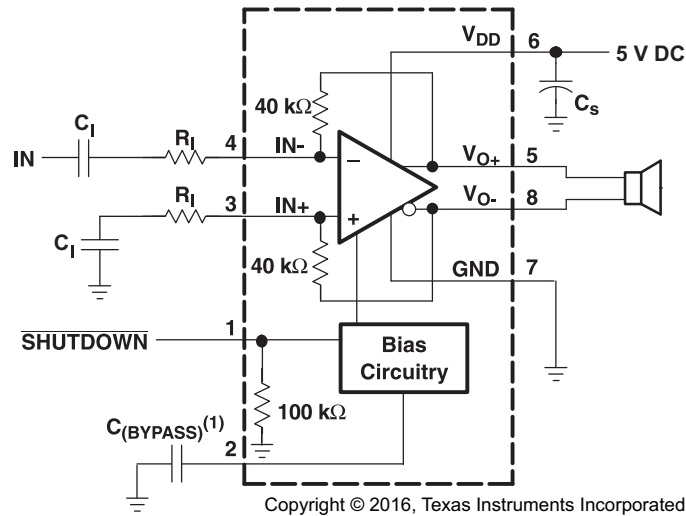 V_DD 6
5 V DC
40 kΩ
C_S
C_I
R_I 4 IN-
IN
V_O+ 5
−
R_I 3 IN+
V_O- 8
+
C_I
40 kΩ
GND 7
SHUTDOWN 1
Bias
Circuitry
100 kΩ
C_(BYPASS)^(1) 2
Copyright © 2016, Texas Instruments Incorporated